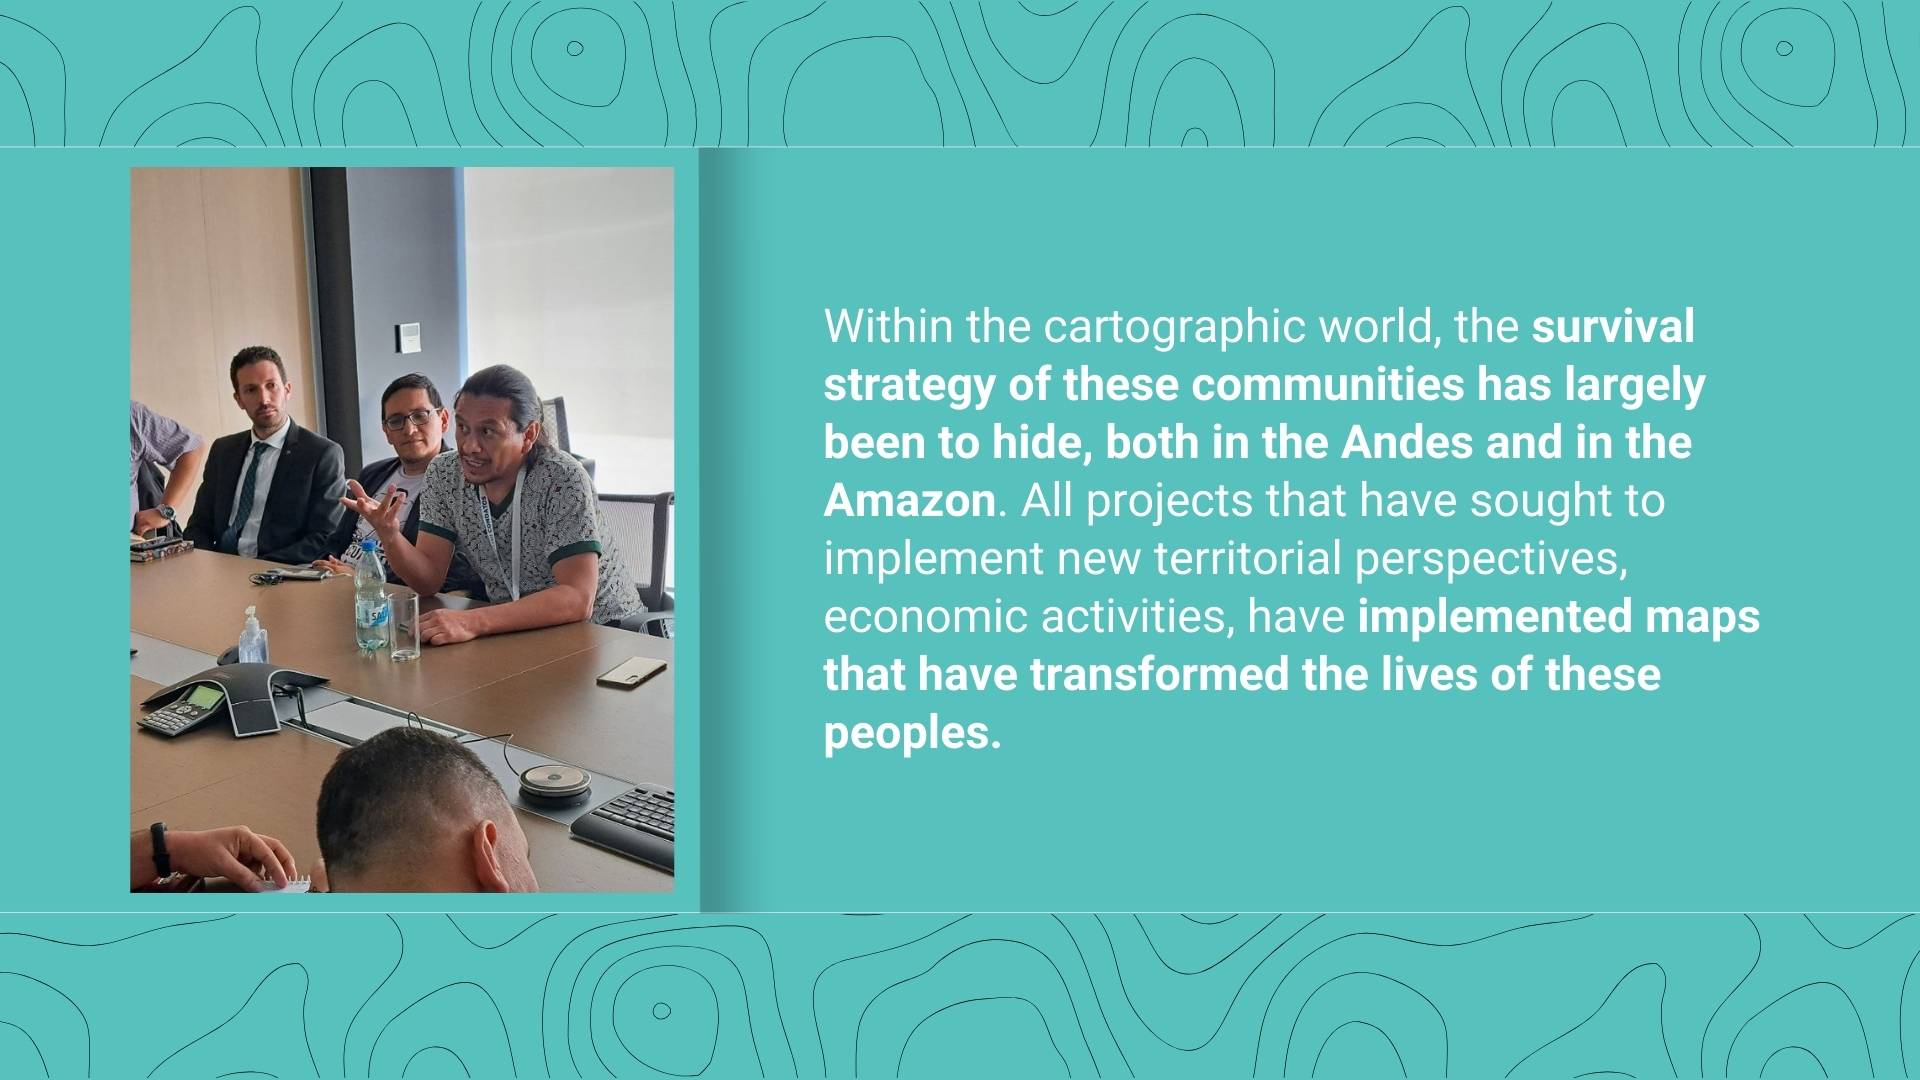 Within the cartographic world, the survival
strategy of these communities has largely
been to hide, both in the Andes and in the
Amazon. All projects that have sought to
implement new territorial perspectives,
economic activities, have implemented maps
that have transformed the lives of these
peoples.